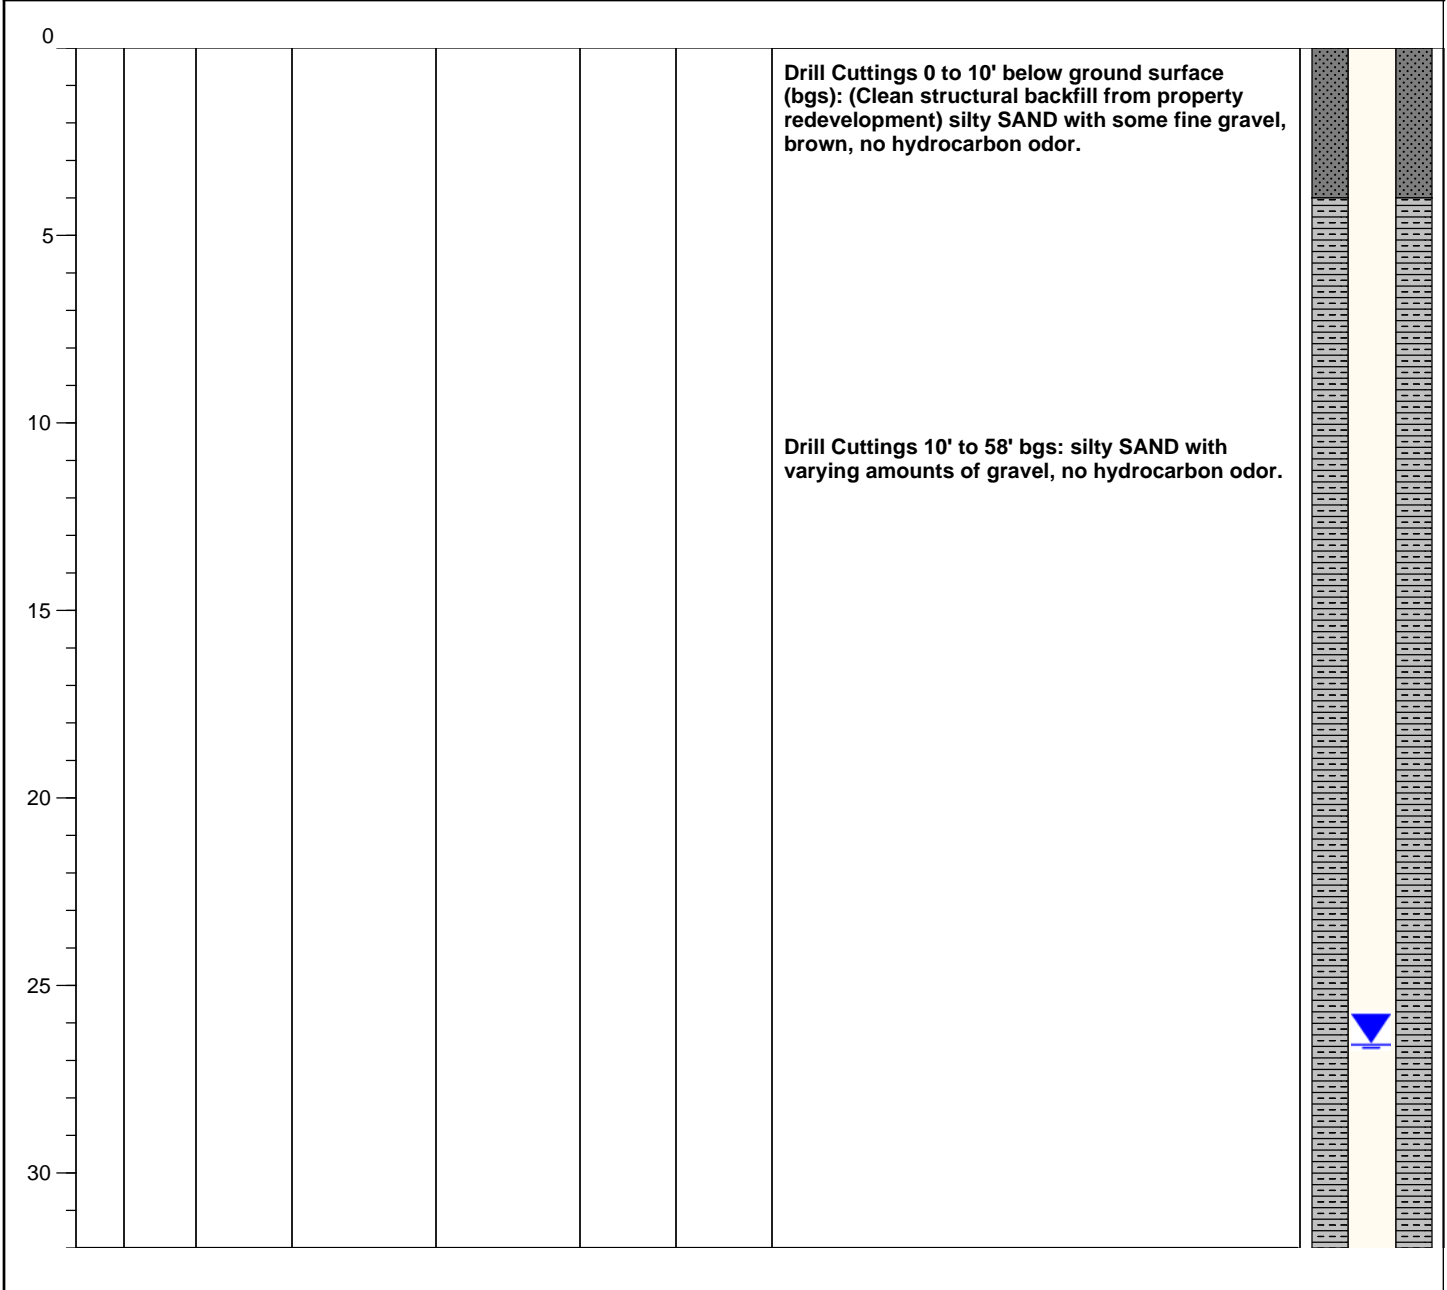 0
Drill Cuttings 0 to 10' below ground surface
(bgs): (Clean structural backfill from property
redevelopment) silty SAND with some fine gravel,
brown, no hydrocarbon odor.
5
10
Drill Cuttings 10' to 58' bgs: silty SAND with
varying amounts of gravel, no hydrocarbon odor.
15
20
25
30